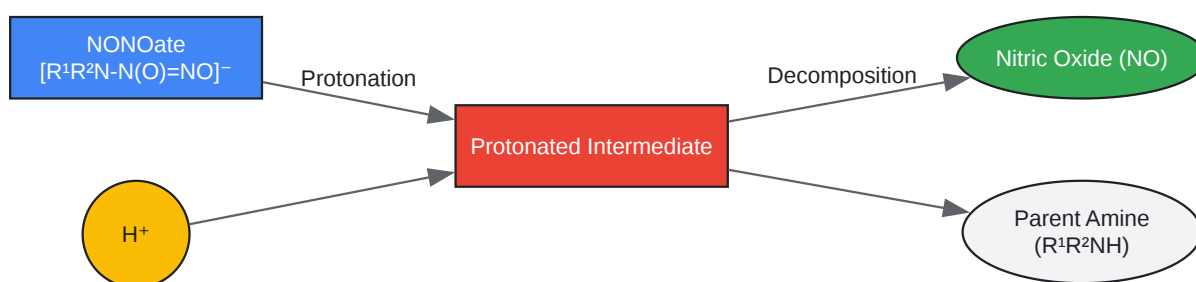 NONOate
[R¹R²N-N(O)=NO]⁻
Protonation
H⁺
Protonated Intermediate
Decomposition
Nitric Oxide (NO)
Parent Amine
(R¹R²NH)